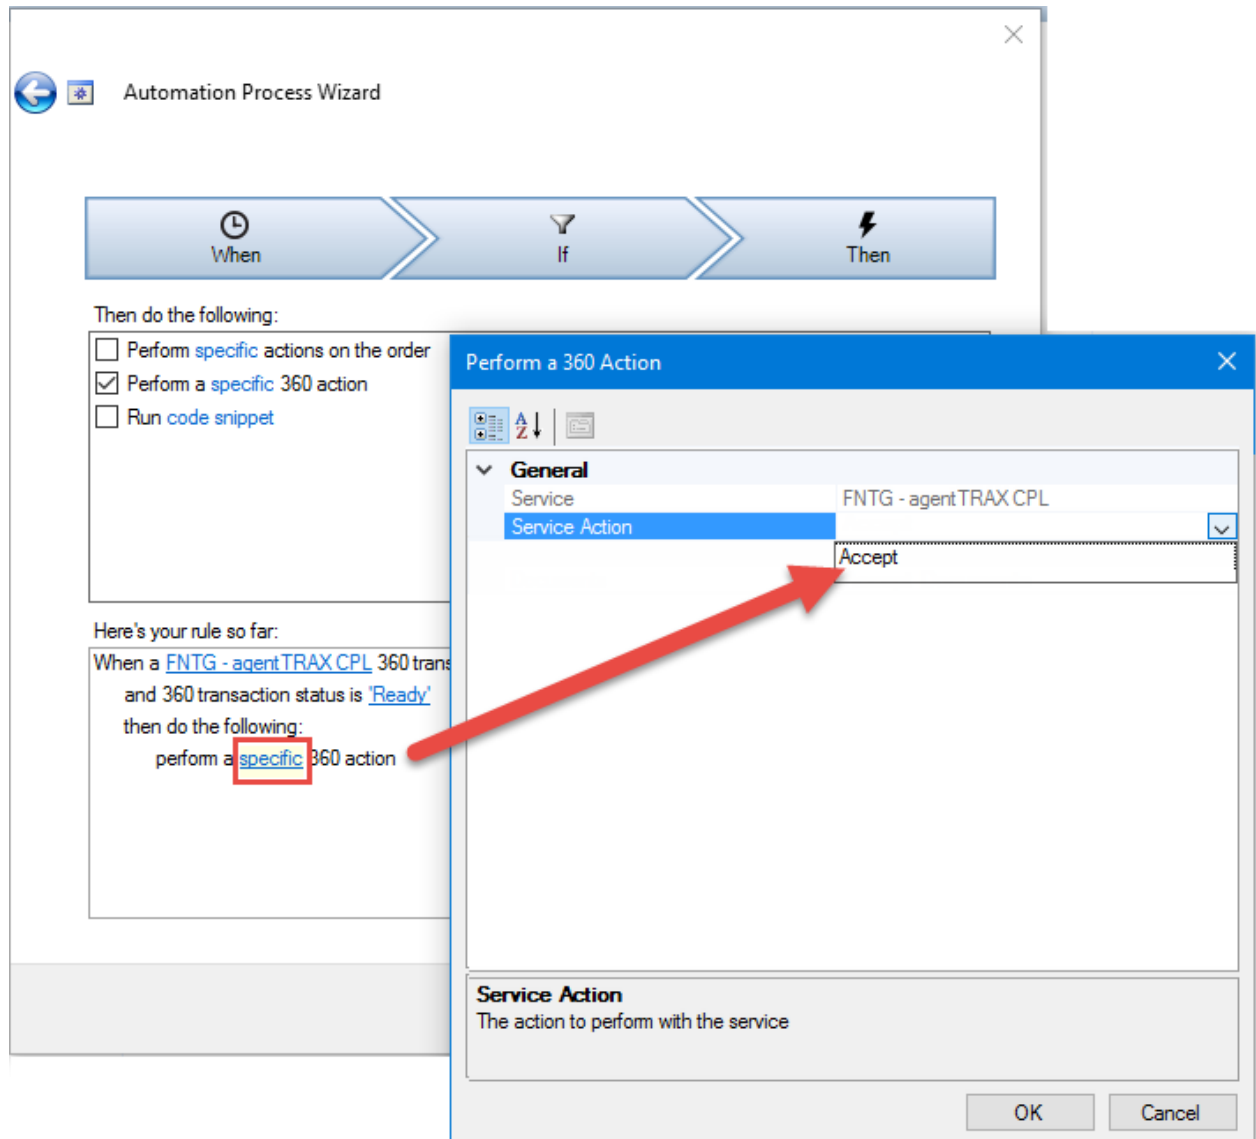 Automation Process Wizard
When
If
Then
Then do the following:
Perform specific actions on the order
Perform a specific 360 action
Run code snippet
Here's your rule so far:
When a FNTG - agentTRAX CPL 360 trans
and 360 transaction status is 'Ready'
then do the following:
perform a specific 360 action
Perform a 360 Action
A
Z
General
Service FNTG - agentTRAX CPL
Service Action
Accept
Service Action
The action to perform with the service
OK Cancel